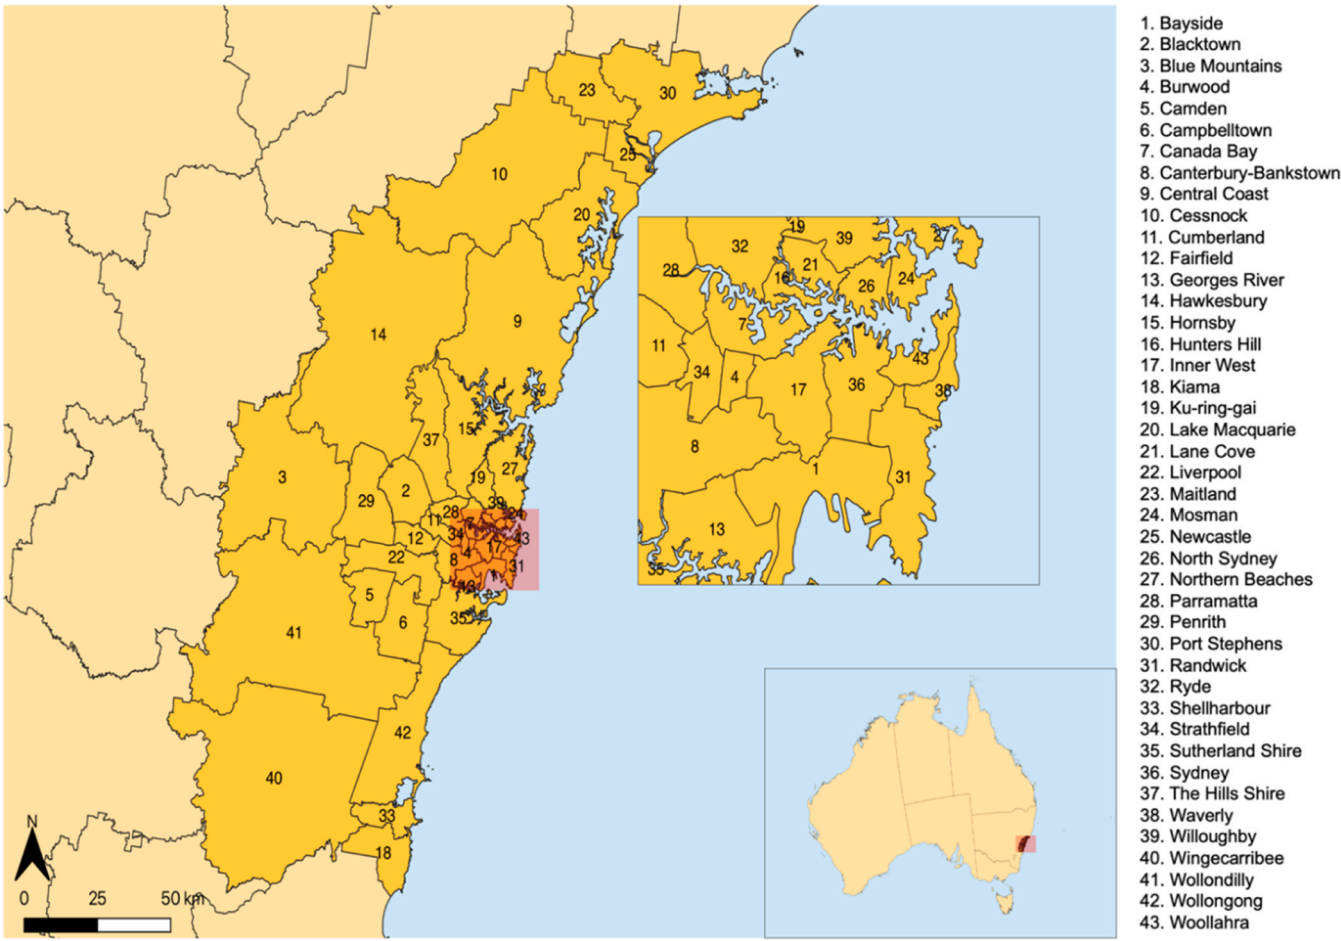 1. Bayside
2. Blacktown
3. Blue Mountains
4. Burwood
5. Camden
6. Campbelltown
7. Canada Bay
8. Canterbury-Bankstown
9. Central Coast
10. Cessnock
11. Cumberland
12. Fairfield
13. Georges River
14. Hawkesbury
15. Hornsby
16. Hunters Hill
17. Inner West
18. Kiama
19. Ku-ring-gai
20. Lake Macquarie
21. Lane Cove
22. Liverpool
23. Maitland
24. Mosman
25. Newcastle
26. North Sydney
27. Northern Beaches
28. Parramatta
29. Penrith
30. Port Stephens
31. Randwick
32. Ryde
33. Shellharbour
34. Strathfield
35. Sutherland Shire
36. Sydney
37. The Hills Shire
38. Waverly
39. Willoughby
40. Wingecarribee
41. Wollondilly
42. Wollongong
43. Woollahra
23
30
25
10
20
9
14
37
15
3
29
2
19
27
39
28
11
34
12
22
8
4
17
43
31
5
6
35
41
42
40
33
18
19
39
27
32
28
21
16
26
24
7
11
34
4
17
36
43
38
8
1
31
13
35
N
0 25 50 km